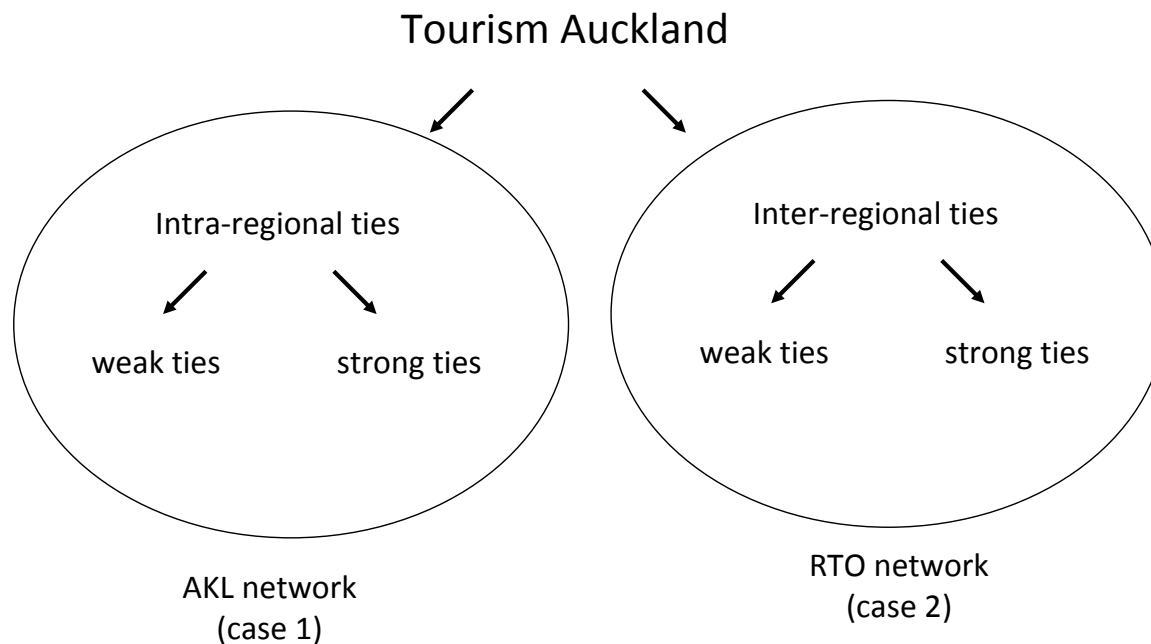 Tourism Auckland
Intra-regional ties
weak ties
strong ties
AKL network
(case 1)
Inter-regional ties
weak ties
strong ties
RTO network
(case 2)